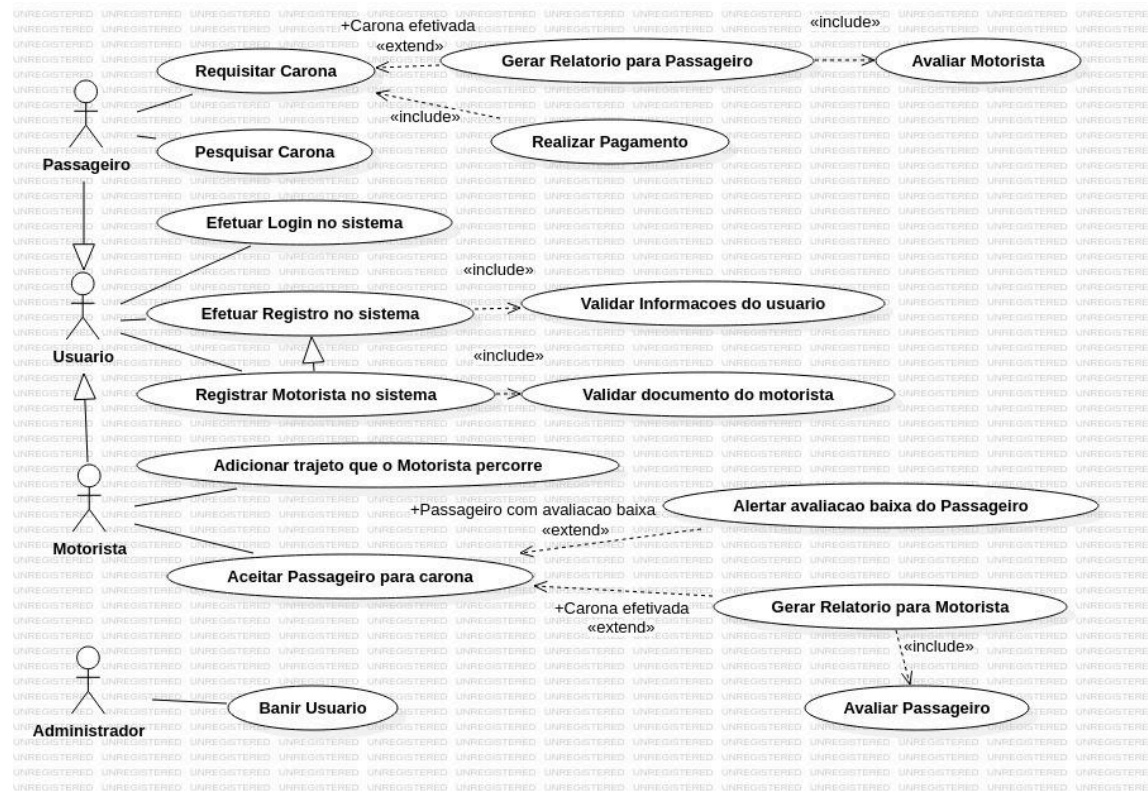 +Carona efetivada
«extend»
«include»
Requisitar Carona
Gerar Relatorio para Passageiro
Avaliar Motorista
«include»
Realizar Pagamento
Pesquisar Carona
Passageiro
Efetuar Login no sistema
«include»
Validar Informacoes do usuario
Efetuar Registro no sistema
Usuario
«include»
Registrar Motorista no sistema
Validar documento do motorista
Adicionar trajeto que o Motorista percorre
+Passageiro com avaliacao baixa
«extend»
Alertar avaliacao baixa do Passageiro
Motorista
Aceitar Passageiro para carona
+Carona efetivada
«extend»
Gerar Relatorio para Motorista
«include»
Banir Usuario
Avaliar Passageiro
Administrador
UNREGISTERED